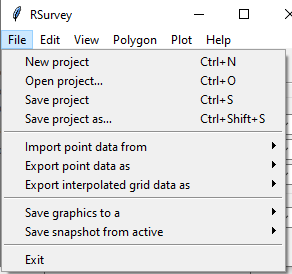 RSurvey
File Edit View Polygon Plot Help
New project Ctrl+N
Open project... Ctrl+O
Save project Ctrl+S
Save project as... Ctrl+Shift+S
Import point data from
Export point data as
Export interpolated grid data as
Save graphics to a
Save snapshot from active
Exit